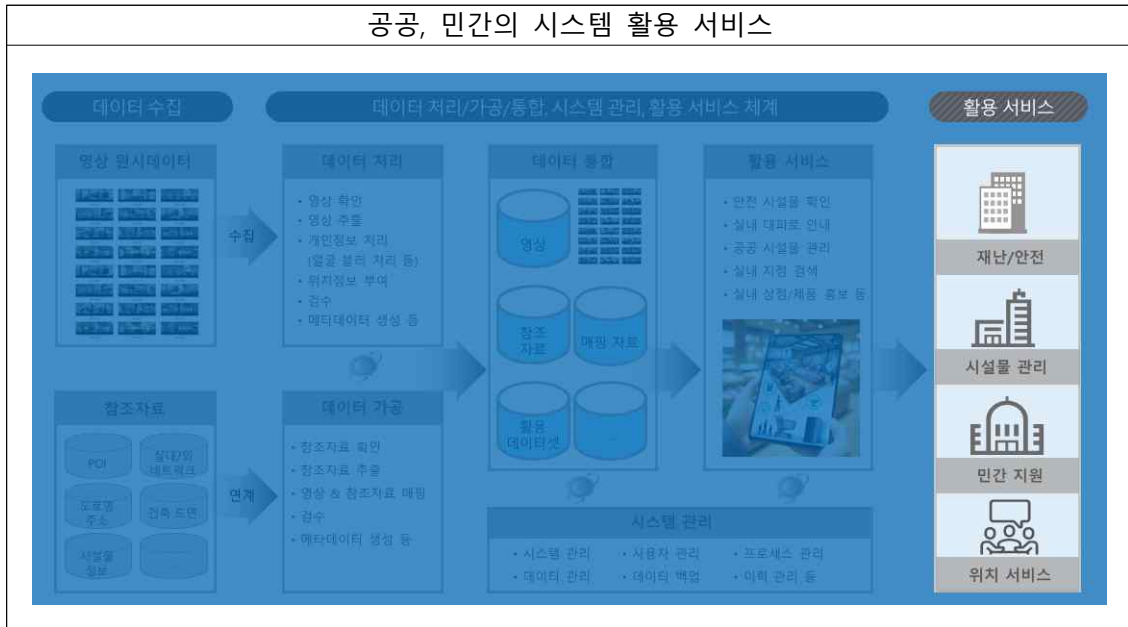 공공, 민간의 시스템 활용 서비스
데이터 수집
데이터 처리/가공/통합, 시스템 관리, 활용 서비스 체계
활용 서비스
영상 원시데이터
수집
데이터 처리
• 영상 확인
• 영상 추출
• 개인정보 처리
(얼굴 블러 처리 등)
• 위치정보 부여
• 검수
• 메타데이터 생성 등
데이터 통합
영상
참조
자료
매핑 자료
활용
데이터셋
...
활용 서비스
• 안전 시설물 확인
• 실내 대피로 안내
• 공공 시설물 관리
• 실내 지점 검색
• 실내 상점/제품 홍보 등
재난/안전
시설물 관리
민간 지원
위치 서비스
참조자료
POI
실내/외
네트워크
도로명
주소
건축 도면
시설물
정보
연계
데이터 가공
• 참조자료 확인
• 참조자료 추출
• 영상 & 참조자료 매핑
• 검수
• 메타데이터 생성 등
시스템 관리
• 시스템 관리 • 사용자 관리 • 프로세스 관리
• 데이터 관리 • 데이터 백업 • 이력 관리 등